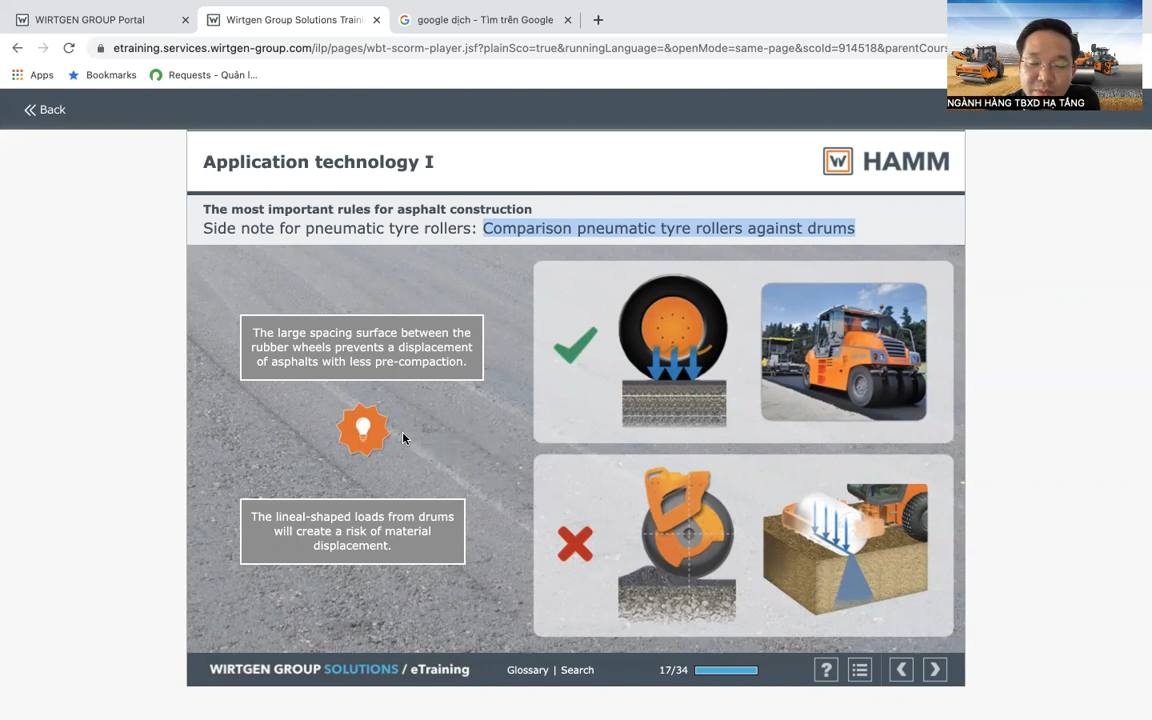 WIRTGEN GROUP Portal
Wirtgen Group Solutions Traini
google dịch - Tìm trên Google
etraining.services.wirtgen-group.com/ilp/pages/wbt-scorm-player.jsf?plainSco=true&runningLanguage=&openMode=same-page&scoId=914518&parentCour
Apps
Bookmarks
Requests - Quản l...
NGÀNH HÀNG TBXD HẠ TẦNG
Back
Application technology I
HAMM
The most important rules for asphalt construction
Side note for pneumatic tyre rollers: Comparison pneumatic tyre rollers against drums
The large spacing surface between the
rubber wheels prevents a displacement
of asphalts with less pre-compaction.
The lineal-shaped loads from drums
will create a risk of material
displacement.
WIRTGEN GROUP SOLUTIONS / eTraining
Glossary | Search
17/34
?